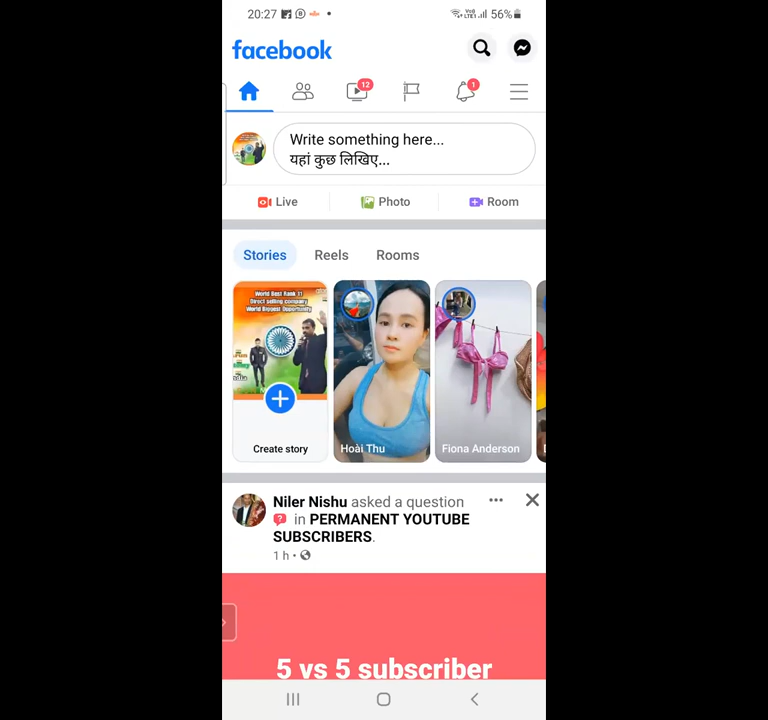 20:27 56%
facebook
12
1
Write something here...
यहां कुछ लिखिए...
Live Photo Room
Stories Reels Rooms
World Best Rank 11
Direct selling company
World Biggest Opportunity
Create story
Hoài Thu
Fiona Anderson
Niler Nishu asked a question
in PERMANENT YOUTUBE
SUBSCRIBERS.
1 h
5 vs 5 subscriber